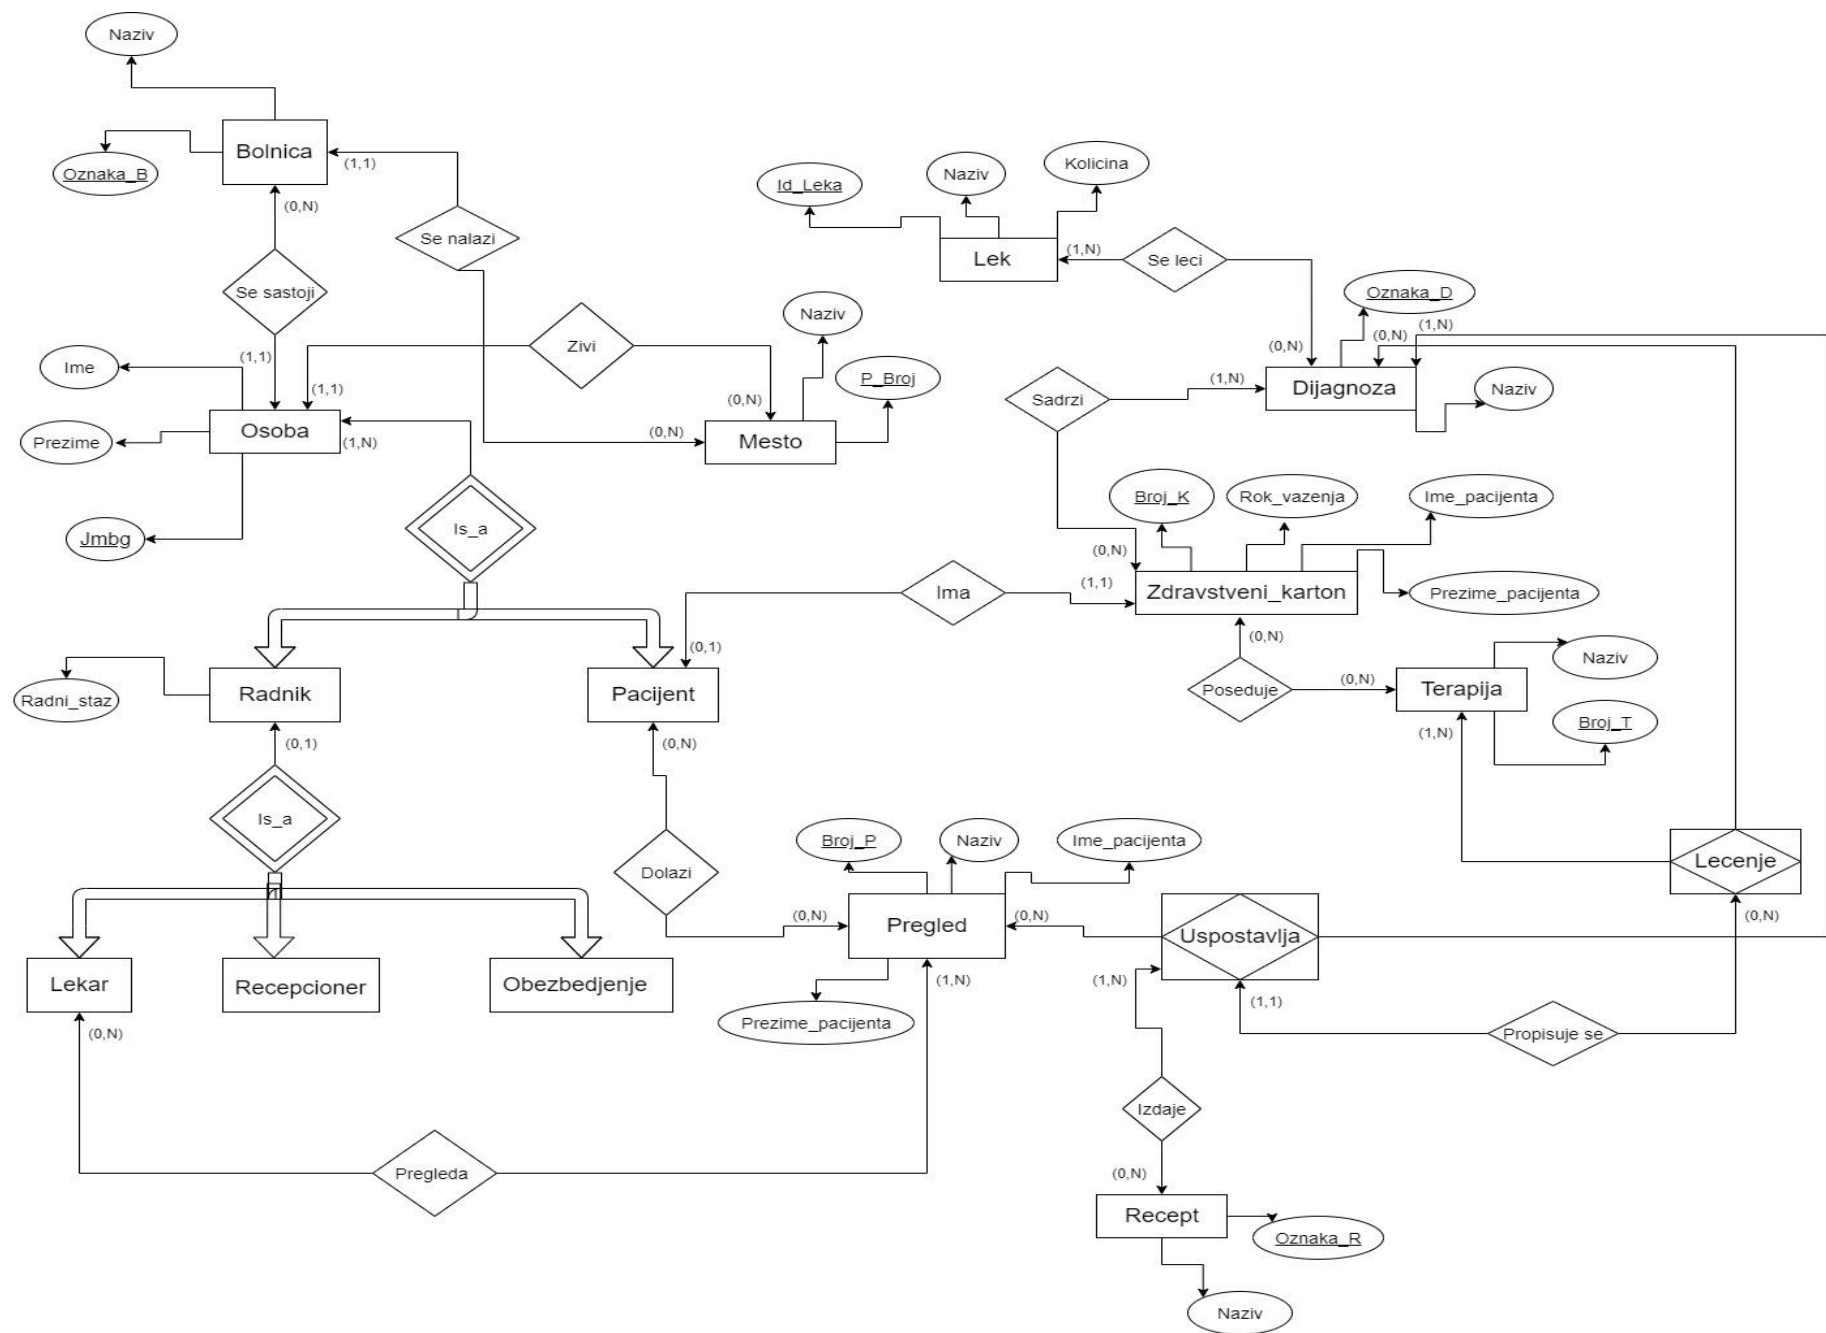 Naziv
Bolnica
(1,1)
Oznaka_B
(0,N)
Se nalazi
Se sastoji
Id_Leka
Naziv
Kolicina
Lek
(1,N)
Se leci
Oznaka_D
(0,N)
(1,N)
(0,N)
Naziv
Zivi
Ime
(1,1)
(1,1)
P_Broj
(0,N)
Sadrzi
(1,N)
Dijagnoza
Naziv
Prezime
Osoba
(1,N)
(0,N)
Mesto
Jmbg
Is_a
Broj_K
Rok_vazenja
Ime_pacijenta
(0,N)
Ima
(1,1)
Zdravstveni_karton
Prezime_pacijenta
(0,N)
(0,1)
Radni_staz
Radnik
Pacijent
Poseduje
(0,N)
Terapija
Naziv
Broj_T
(1,N)
(0,1)
(0,N)
Is_a
Dolazi
Broj_P
Naziv
Ime_pacijenta
Lecenje
(0,N)
(0,N)
Pregled
(0,N)
Uspostavlja
Lekar
Recepcioner
Obezbedjenje
(1,N)
(1,N)
(1,1)
Prezime_pacijenta
(0,N)
Propisuje se
Izdaje
Pregleda
(0,N)
Recept
Oznaka_R
Naziv